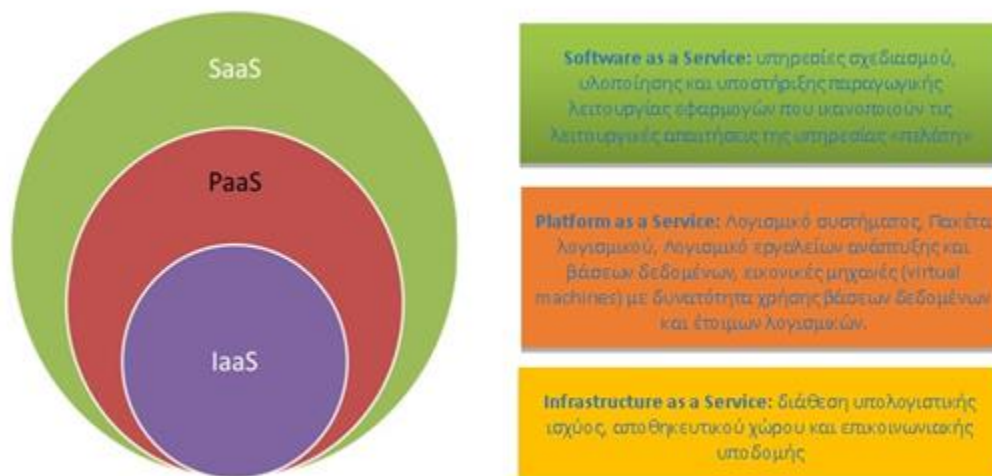 SaaS
PaaS
IaaS
Software as a Service: υπηρεσίες σχεδιασμού,
υλοποίησης και υποστήριξης παραγωγικής
λειτουργίας εφαρμογών που ικανοποιούν τις
λειτουργικές απαιτήσεις της υπηρεσίας «πελάτη»
Platform as a Service: Λογισμικό συστήματος, Πακέτα
λογισμικού, Λογισμικό εργαλείων ανάπτυξης και
βάσεων δεδομένων, εικονικές μηχανές (virtual
machines) με δυνατότητα χρήσης βάσεων δεδομένων
και έτοιμων λογισμικών.
Infrastructure as a Service: διάθεση υπολογιστικής
ισχύος, αποθηκευτικού χώρου και επικοινωνιακής
υποδομής